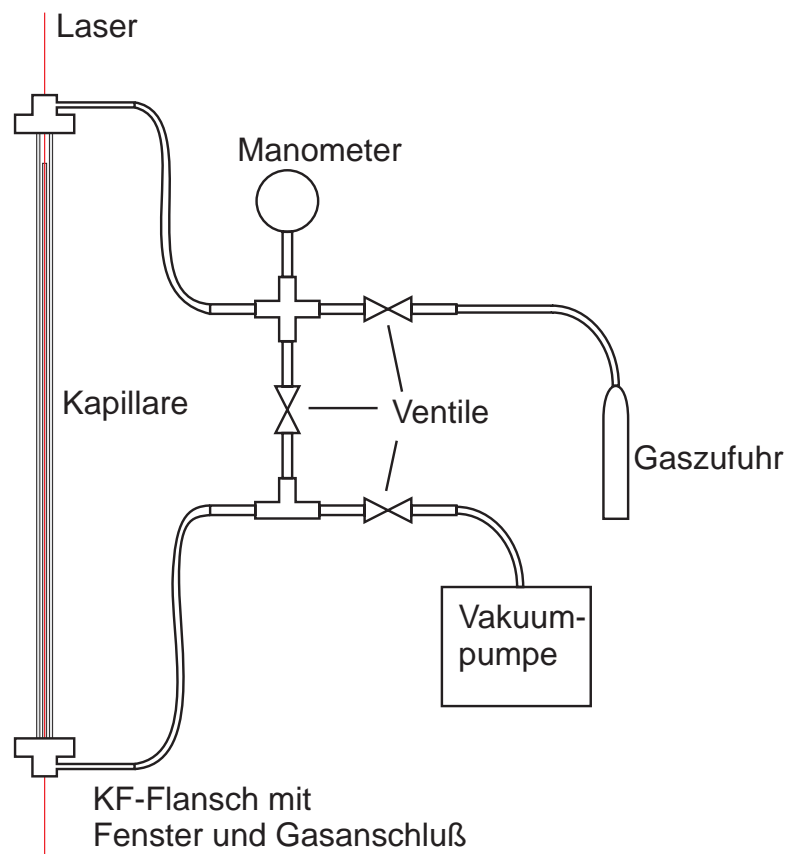 Laser
Manometer
Kapillare
Ventile
Gaszufuhr
Vakuum-
pumpe
KF-Flansch mit
Fenster und Gasanschluß